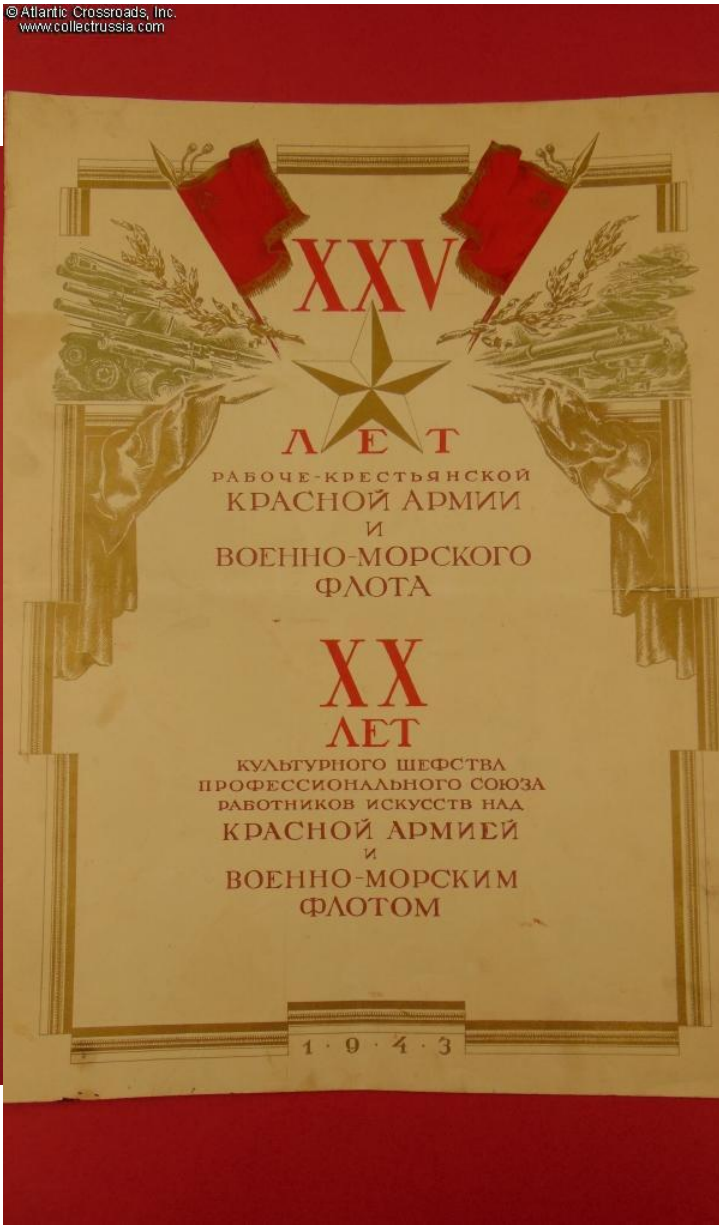 © Atlantic Crossroads, Inc.
www.collectrussia.com
XXV
ЛЕТ
РАБОЧЕ-КРЕСТЬЯНСКОЙ
КРАСНОЙ АРМИИ
И
ВОЕННО-МОРСКОГО
ФЛОТА
XX
ЛЕТ
КУЛЬТУРНОГО ШЕФСТВА
ПРОФЕССИОНАЛЬНОГО СОЮЗА
РАБОТНИКОВ ИСКУССТВ НАД
КРАСНОЙ АРМИЕЙ
И
ВОЕННО-МОРСКИМ
ФЛОТОМ
1·9·4·3